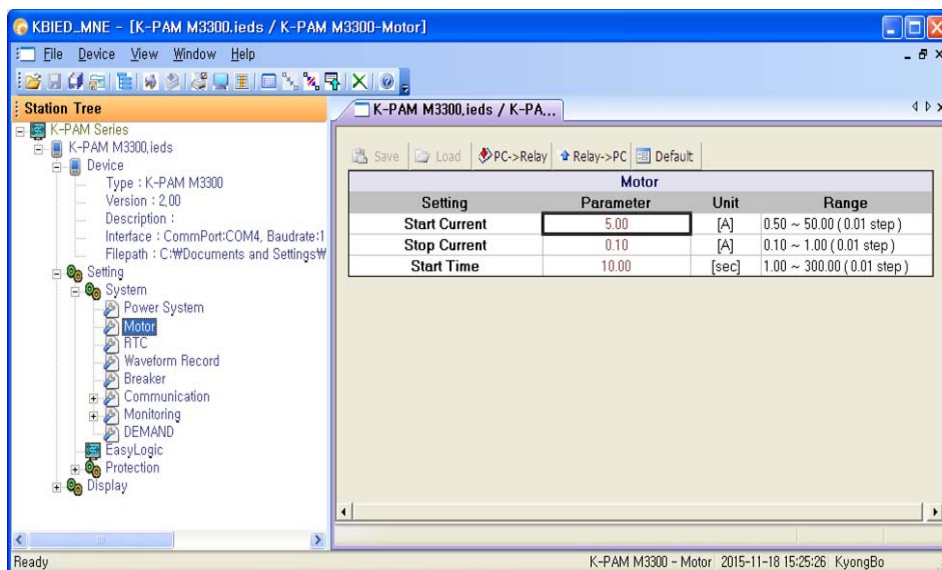 KBIED_MNE - [K-PAM M3300.ieds / K-PAM M3300-Motor]
File Device View Window Help
Station Tree
K-PAM M3300.ieds / K-PA...
K-PAM Series
K-PAM M3300.ieds
Device
Type : K-PAM M3300
Version : 2.00
Description :
Interface : CommPort:COM4, Baudrate:1
Filepath : C:₩Documents and Settings₩
Setting
System
Power System
Motor
RTC
Waveform Record
Breaker
Communication
Monitoring
DEMAND
EasyLogic
Protection
Display
Save Load PC->Relay Relay->PC Default
Motor
Setting Parameter Unit Range
Start Current 5.00 [A] 0.50 ~ 50.00 ( 0.01 step )
Stop Current 0.10 [A] 0.10 ~ 1.00 ( 0.01 step )
Start Time 10.00 [sec] 1.00 ~ 300.00 ( 0.01 step )
Ready
K-PAM M3300 - Motor 2015-11-18 15:25:26 KyongBo